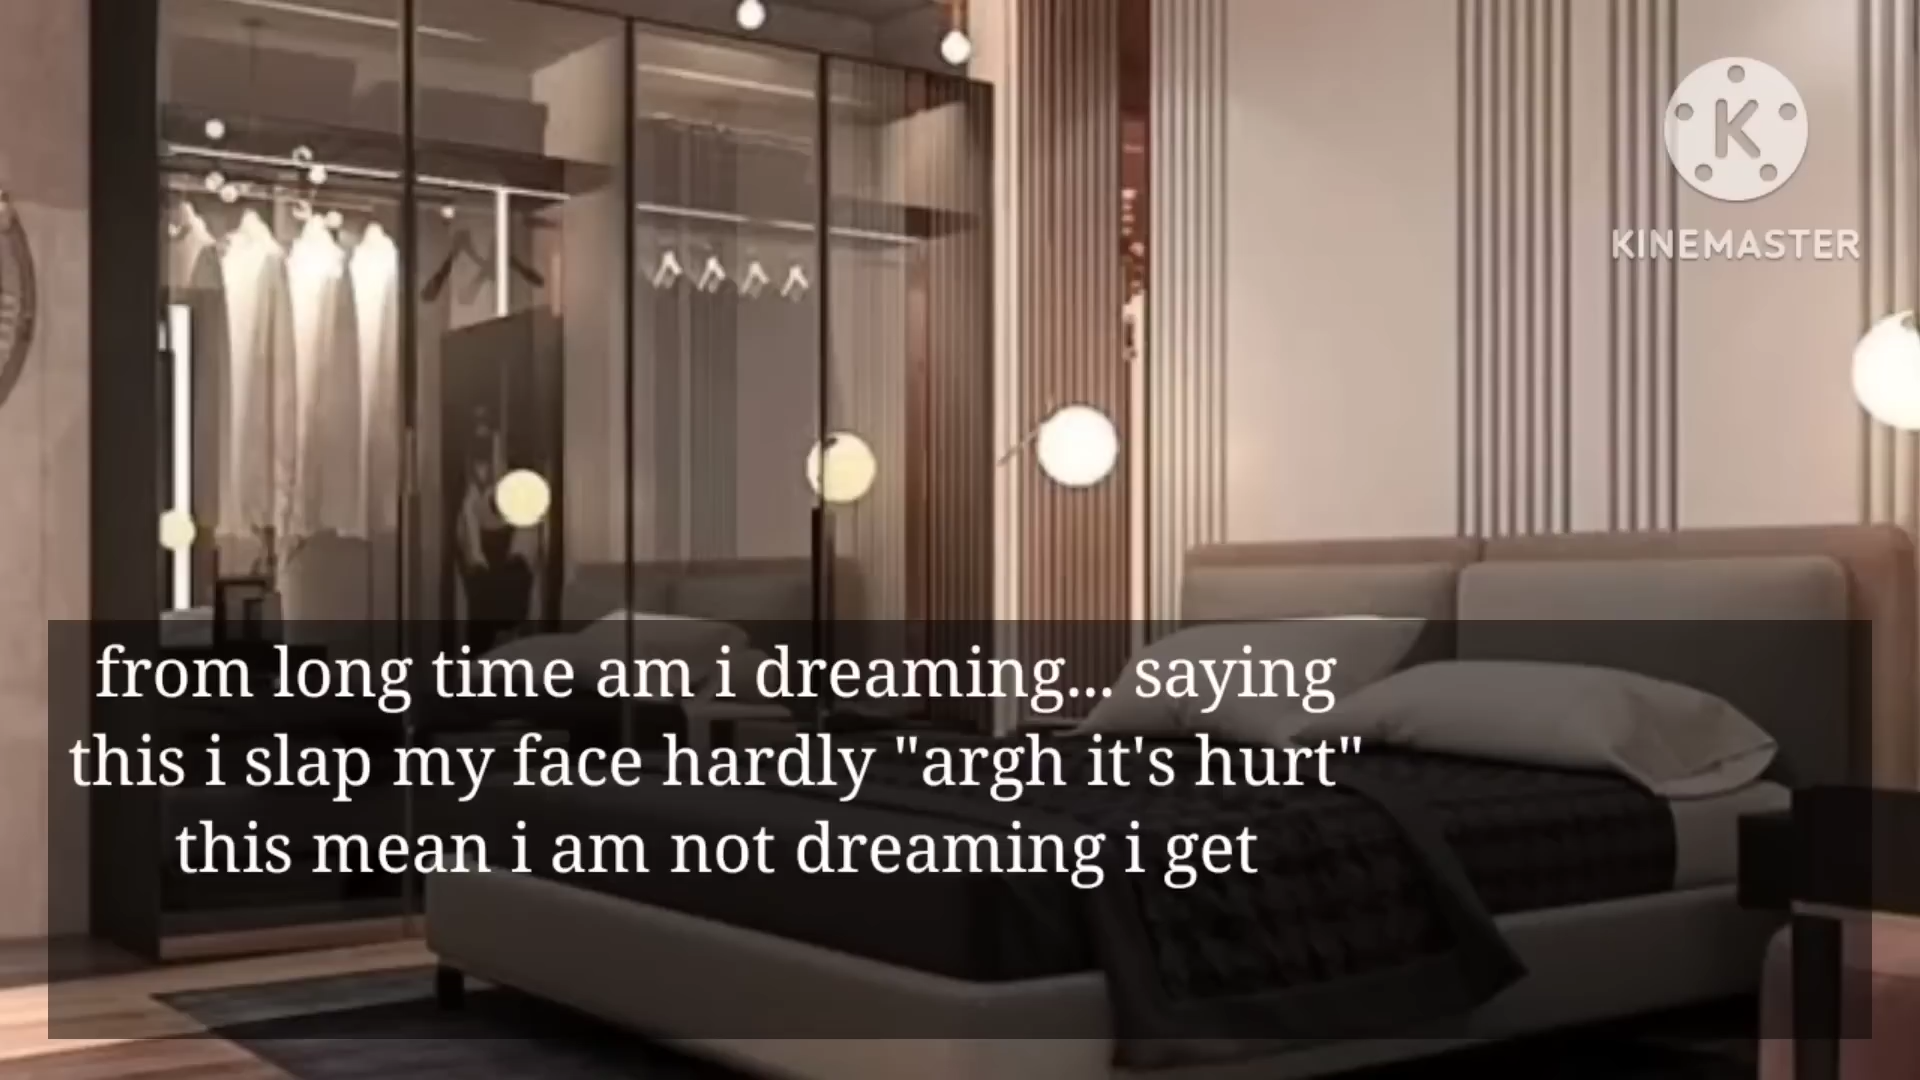 K
KINEMASTER
from long time am i dreaming... saying
this i slap my face hardly "argh it's hurt"
this mean i am not dreaming i get